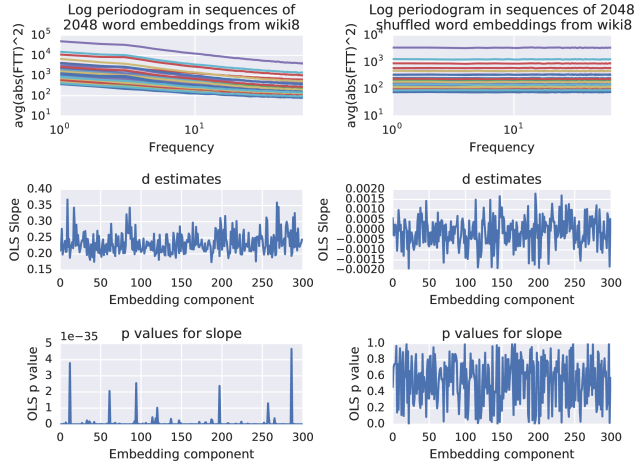 Log periodogram in sequences of
2048 word embeddings from wiki8
10^5
10^4
10^3
10^2
10^1
avg(abs(FTT)^2)
10^0
10^1
Frequency
Log periodogram in sequences of 2048
shuffled word embeddings from wiki8
10^4
10^3
10^2
10^1
avg(abs(FTT)^2)
10^0
10^1
Frequency
d estimates
0.40
0.35
0.30
0.25
0.20
0.15
OLS Slope
0 50 100 150 200 250 300
Embedding component
d estimates
0.0020
0.0015
0.0010
0.0005
0.0000
−0.0005
−0.0010
−0.0015
−0.0020
OLS Slope
0 50 100 150 200 250 300
Embedding component
p values for slope
1e-35
5
4
3
2
1
0
OLS p value
0 50 100 150 200 250 300
Embedding component
p values for slope
1.0
0.8
0.6
0.4
0.2
0.0
OLS p value
0 50 100 150 200 250 300
Embedding component